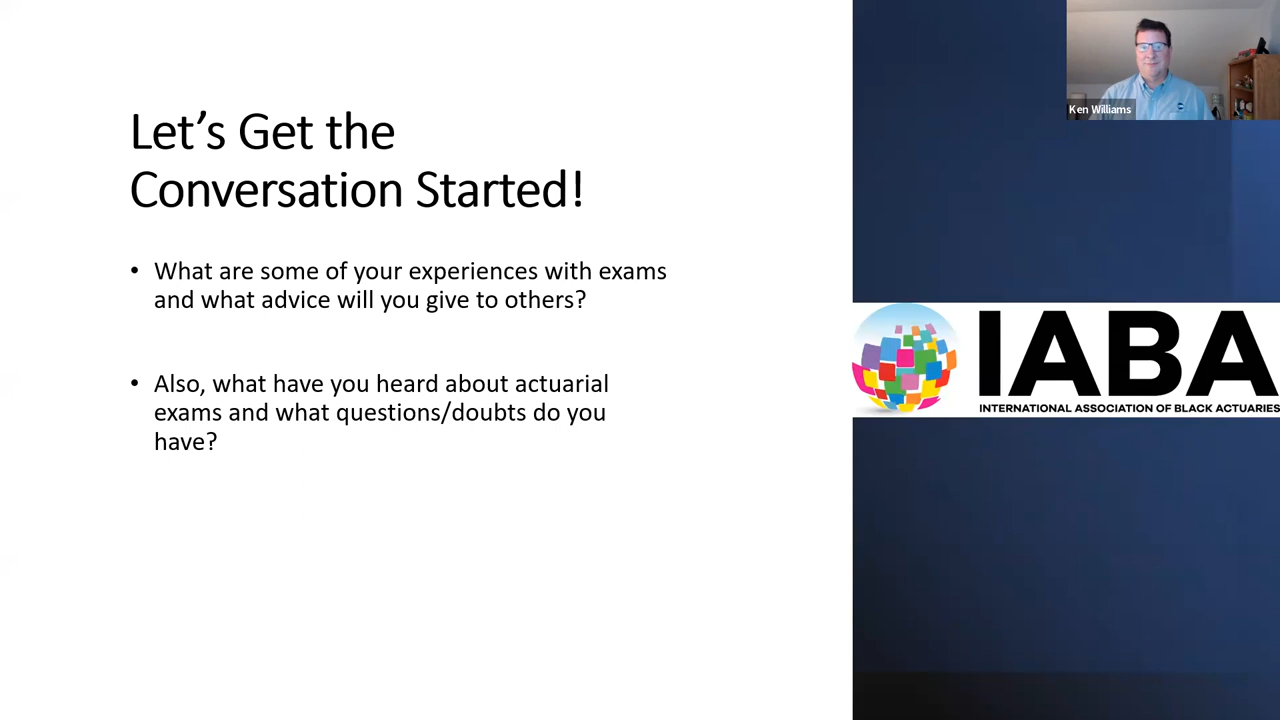 Let's Get the
Conversation Started!
• What are some of your experiences with exams
and what advice will you give to others?
• Also, what have you heard about actuarial
exams and what questions/doubts do you
have?
Ken Williams
IABA
INTERNATIONAL ASSOCIATION OF BLACK ACTUARIES